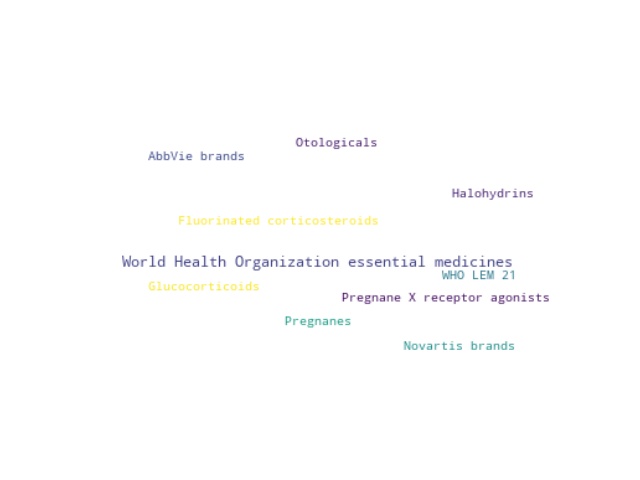 Otologicals
AbbVie brands
Halohydrins
Fluorinated corticosteroids
World Health Organization essential medicines
WHO LEM 21
Glucocorticoids
Pregnane X receptor agonists
Pregnanes
Novartis brands